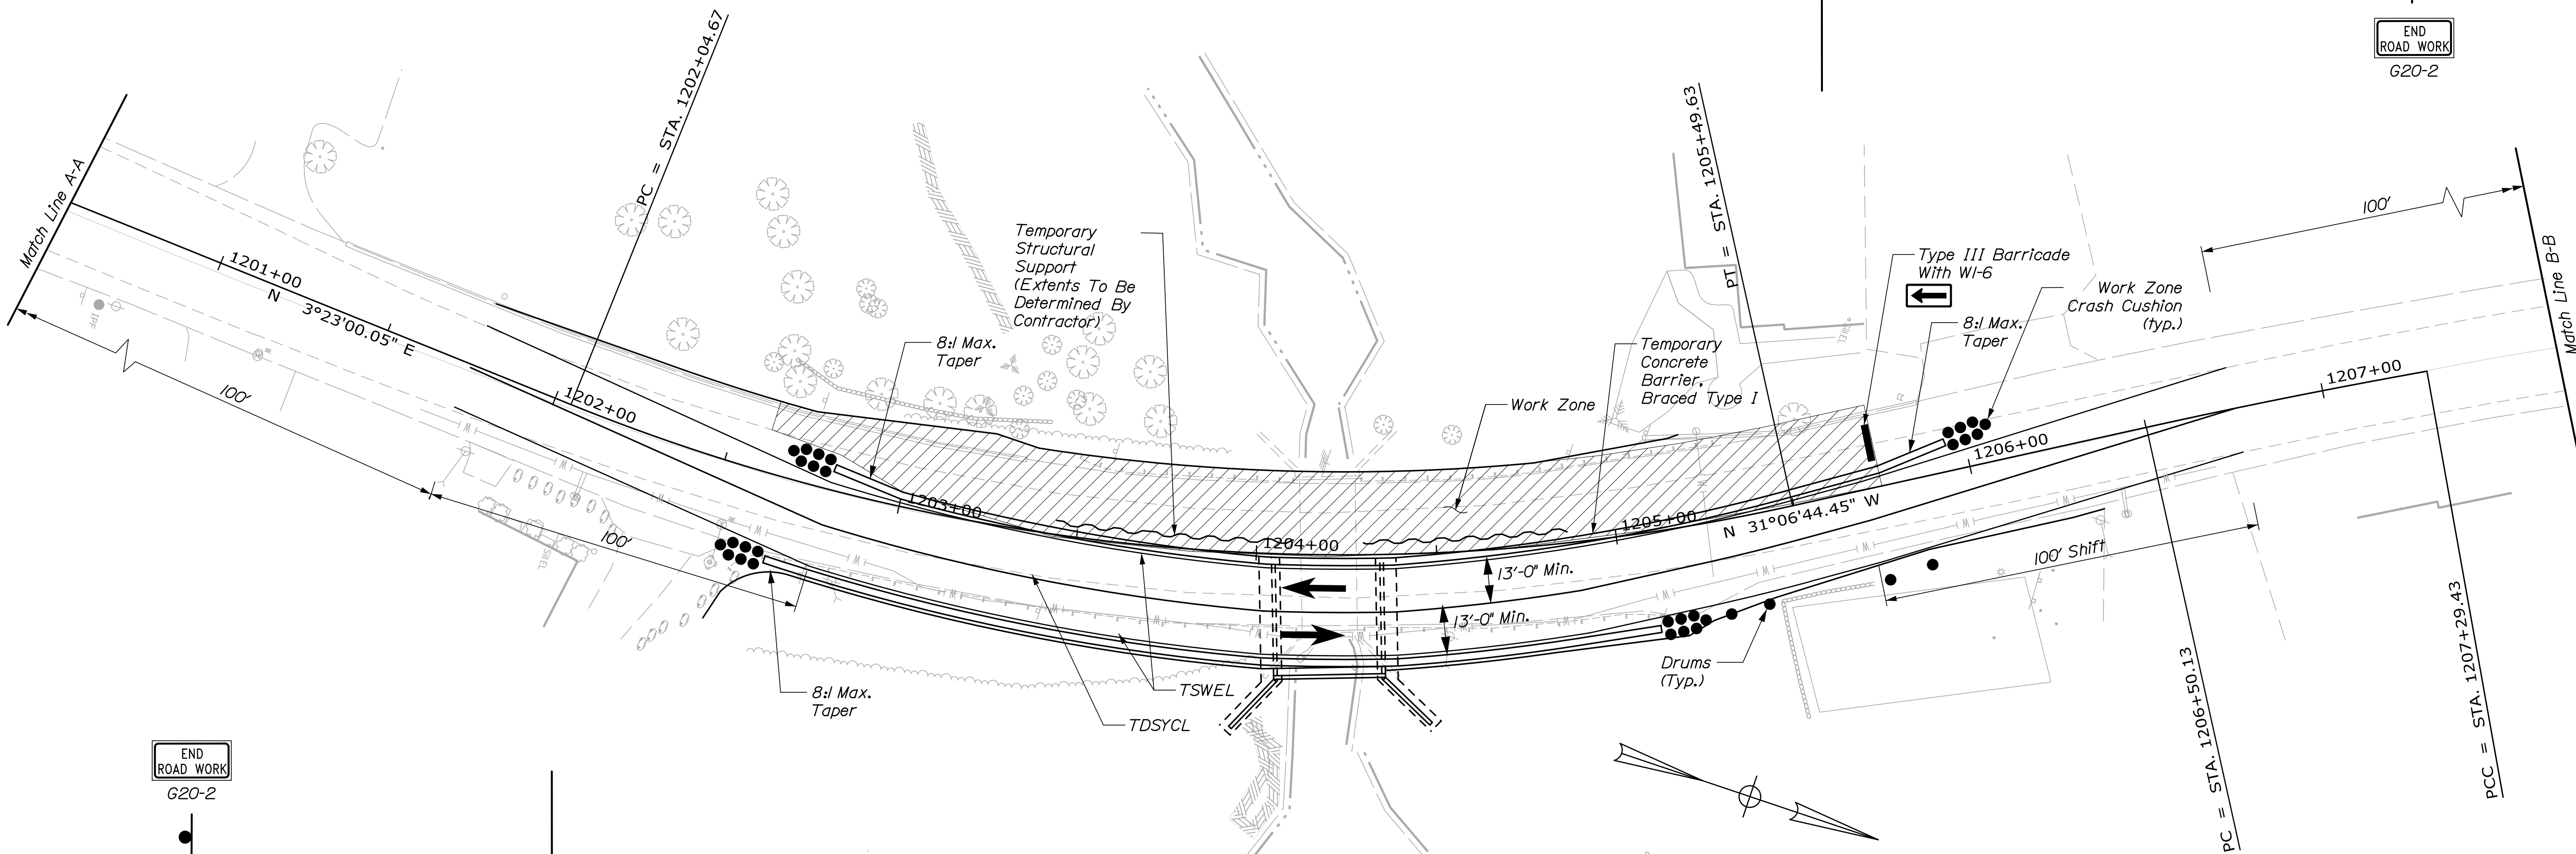 END
ROAD WORK
G20-2
Match Line A-A
PC = STA. 1202+04.67
1201+00
N 3°23'00.05" E
IPF
100'
1202+00
Temporary
Structural
Support
(Extents To Be
Determined By
Contractor)
8:1 Max.
Taper
1203+00
SIIEL
100'
W
W
W
W
W
W
W
W
W
W
W
W
8:1 Max.
Taper
TSWEL
TDSYCL
1204+00
13'-0" Min.
13'-0" Min.
Work Zone
Temporary
Concrete
Barrier,
Braced Type I
1205+00
PT = STA. 1205+49.63
Type III Barricade
With W1-6
8:1 Max.
Taper
Work Zone
Crash Cushion
(typ.)
1206+00
N 31°06'44.45" W
100' Shift
Drums
(Typ.)
100'
1207+00
Match Line B-B
PC = STA. 1206+50.13
PCC = STA. 1207+29.43
END
ROAD WORK
G20-2